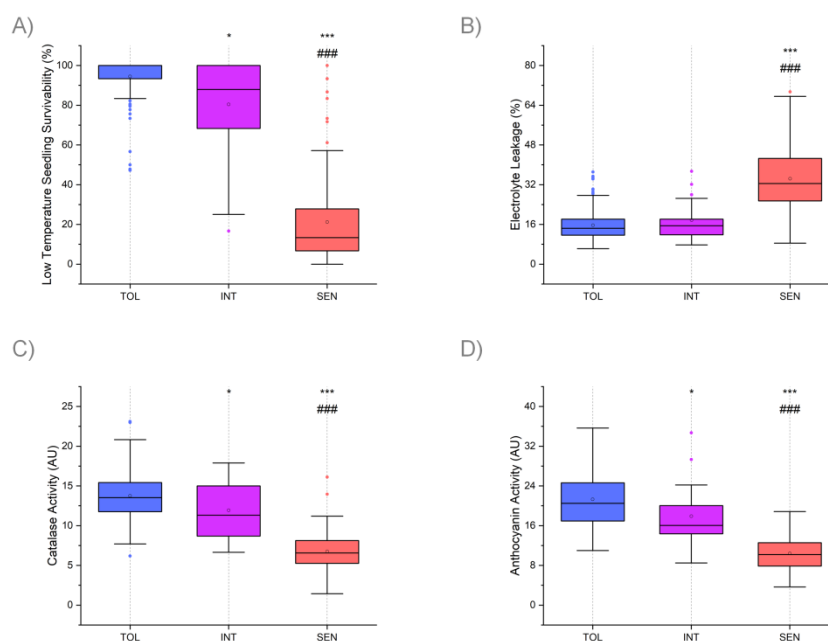 A)
Low Temperature Seedling Survivability (%)
100
80
60
40
20
0
*
***
###
TOL
INT
SEN
B)
Electrolyte Leakage (%)
80
64
48
32
16
0
***
###
TOL
INT
SEN
C)
Catalase Activity (AU)
25
20
15
10
5
0
*
***
###
TOL
INT
SEN
D)
Anthocyanin Activity (AU)
40
32
24
16
8
0
*
***
###
TOL
INT
SEN